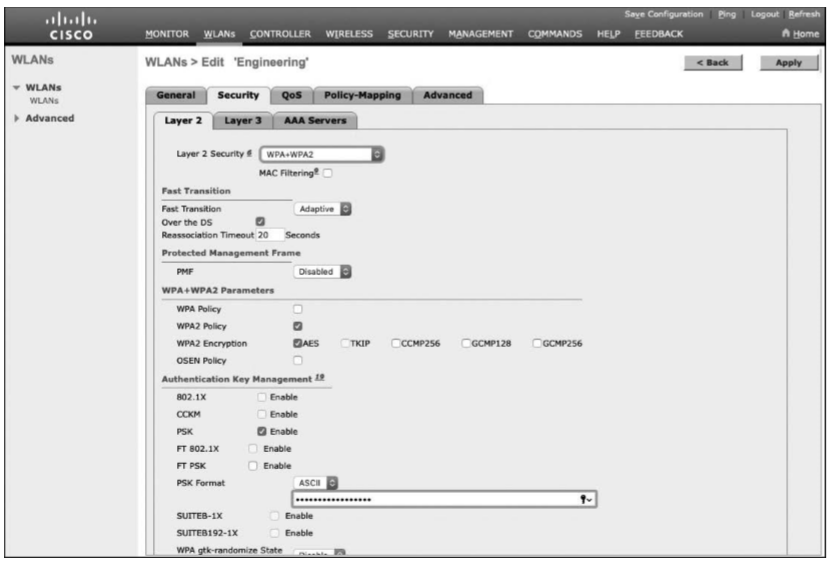 Save Configuration | Ping | Logout | Refresh
CISCO
MONITOR WLANs CONTROLLER WIRELESS SECURITY MANAGEMENT COMMANDS HELP FEEDBACK Home
WLANs
WLANs > Edit 'Engineering'
< Back Apply
WLANs
WLANs
Advanced
General Security QoS Policy-Mapping Advanced
Layer 2 Layer 3 AAA Servers
Layer 2 Security 6 WPA+WPA2
MAC Filtering 9
Fast Transition
Fast Transition Adaptive
Over the DS
Reassociation Timeout 20 Seconds
Protected Management Frame
PMF Disabled
WPA+WPA2 Parameters
WPA Policy
WPA2 Policy
WPA2 Encryption AES TKIP CCMP256 GCMP128 GCMP256
OSEN Policy
Authentication Key Management 19
802.1X Enable
CCKM Enable
PSK Enable
FT 802.1X Enable
FT PSK Enable
PSK Format ASCII
•••••••••••••••••
SUITEB-1X Enable
SUITEB192-1X Enable
WPA gtk-randomize State Disable